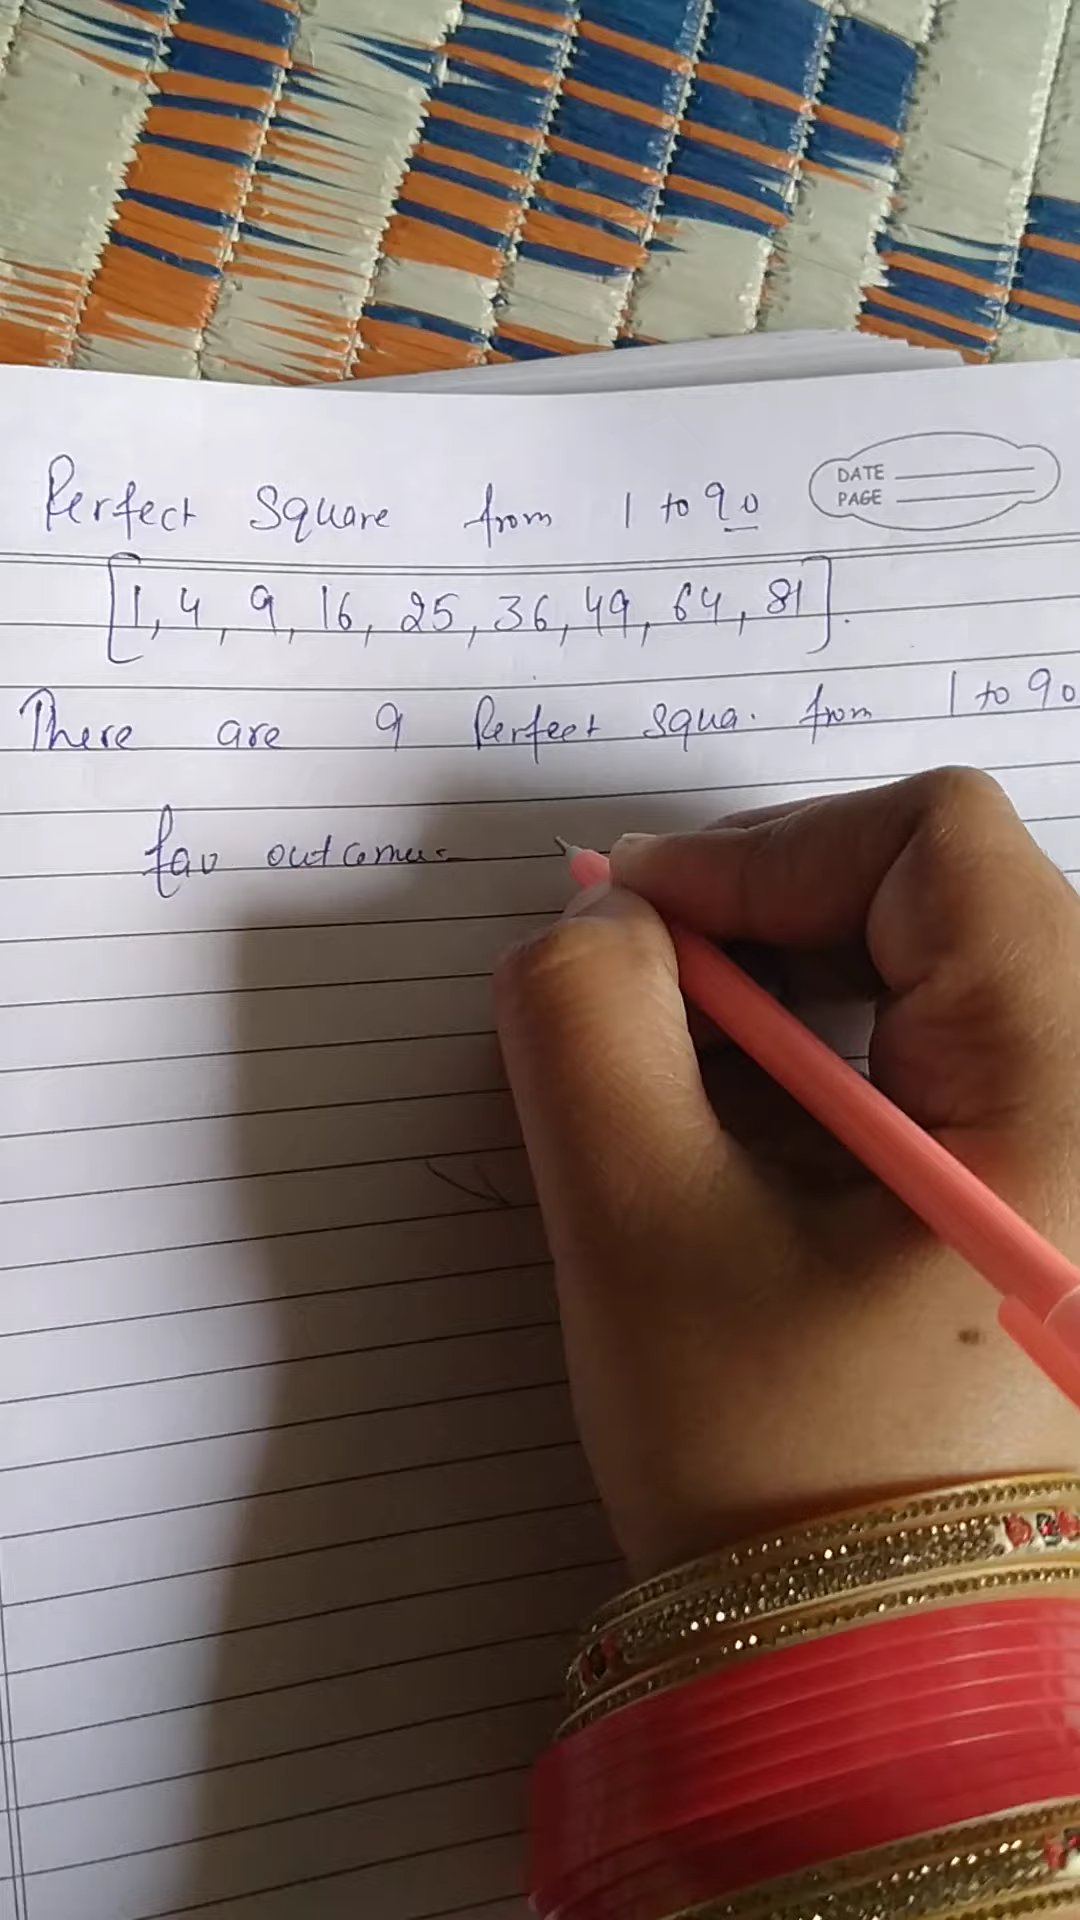 Perfect Square from 1 to 90
DATE
PAGE
[1, 4, 9, 16, 25, 36, 49, 64, 81].
There are 9 Perfect Squa. from 1 to 90
fav outcomes